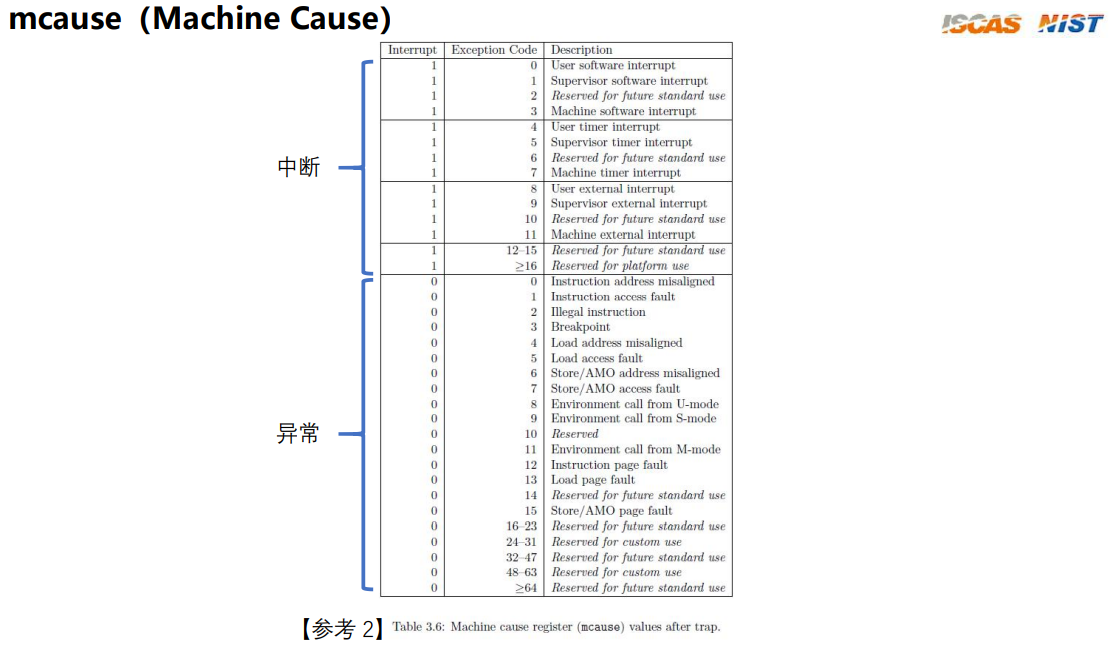 mcause（Machine Cause）
ISCAS NIST
Interrupt Exception Code Description
1 0 User software interrupt
1 1 Supervisor software interrupt
1 2 Reserved for future standard use
1 3 Machine software interrupt
1 4 User timer interrupt
1 5 Supervisor timer interrupt
1 6 Reserved for future standard use
1 7 Machine timer interrupt
1 8 User external interrupt
1 9 Supervisor external interrupt
1 10 Reserved for future standard use
1 11 Machine external interrupt
1 12–15 Reserved for future standard use
1 ≥16 Reserved for platform use
中断
0 0 Instruction address misaligned
0 1 Instruction access fault
0 2 Illegal instruction
0 3 Breakpoint
0 4 Load address misaligned
0 5 Load access fault
0 6 Store/AMO address misaligned
0 7 Store/AMO access fault
0 8 Environment call from U-mode
0 9 Environment call from S-mode
0 10 Reserved
0 11 Environment call from M-mode
0 12 Instruction page fault
0 13 Load page fault
0 14 Reserved for future standard use
0 15 Store/AMO page fault
0 16–23 Reserved for future standard use
0 24–31 Reserved for custom use
0 32–47 Reserved for future standard use
0 48–63 Reserved for custom use
0 ≥64 Reserved for future standard use
异常
【参考 2】Table 3.6: Machine cause register (mcause) values after trap.